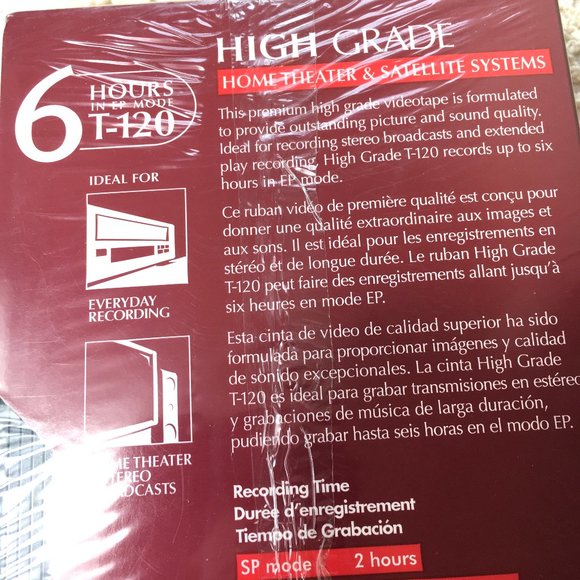 HIGH GRADE
HOME THEATER & SATELLITE SYSTEMS
6 HOURS
IN EP MODE
T-120
This premium high grade videotape is formulated
to provide outstanding picture and sound quality.
Ideal for recording stereo broadcasts and extended
play recording. High Grade T-120 records up to six
hours in EP mode.
IDEAL FOR
EVERYDAY
RECORDING
Ce ruban vidéo de première qualité est conçu pour
donner une qualité extraordinaire aux images et
aux sons. Il est idéal pour les enregistrements en
stéréo et de longue durée. Le ruban High Grade
T-120 peut faire des enregistrements allant jusqu'à
six heures en mode EP.
Esta cinta de video de calidad superior ha sido
formulada para proporcionar imágenes y calidad
de sonido excepcionales. La cinta High Grade
T-120 es ideal para grabar transmisiones en estéreo
y grabaciones de música de larga duración,
pudiendo grabar hasta seis horas en el modo EP.
HOME THEATER
STEREO
BROADCASTS
Recording Time
Durée d'enregistrement
Tiempo de Grabación
SP mode 2 hours